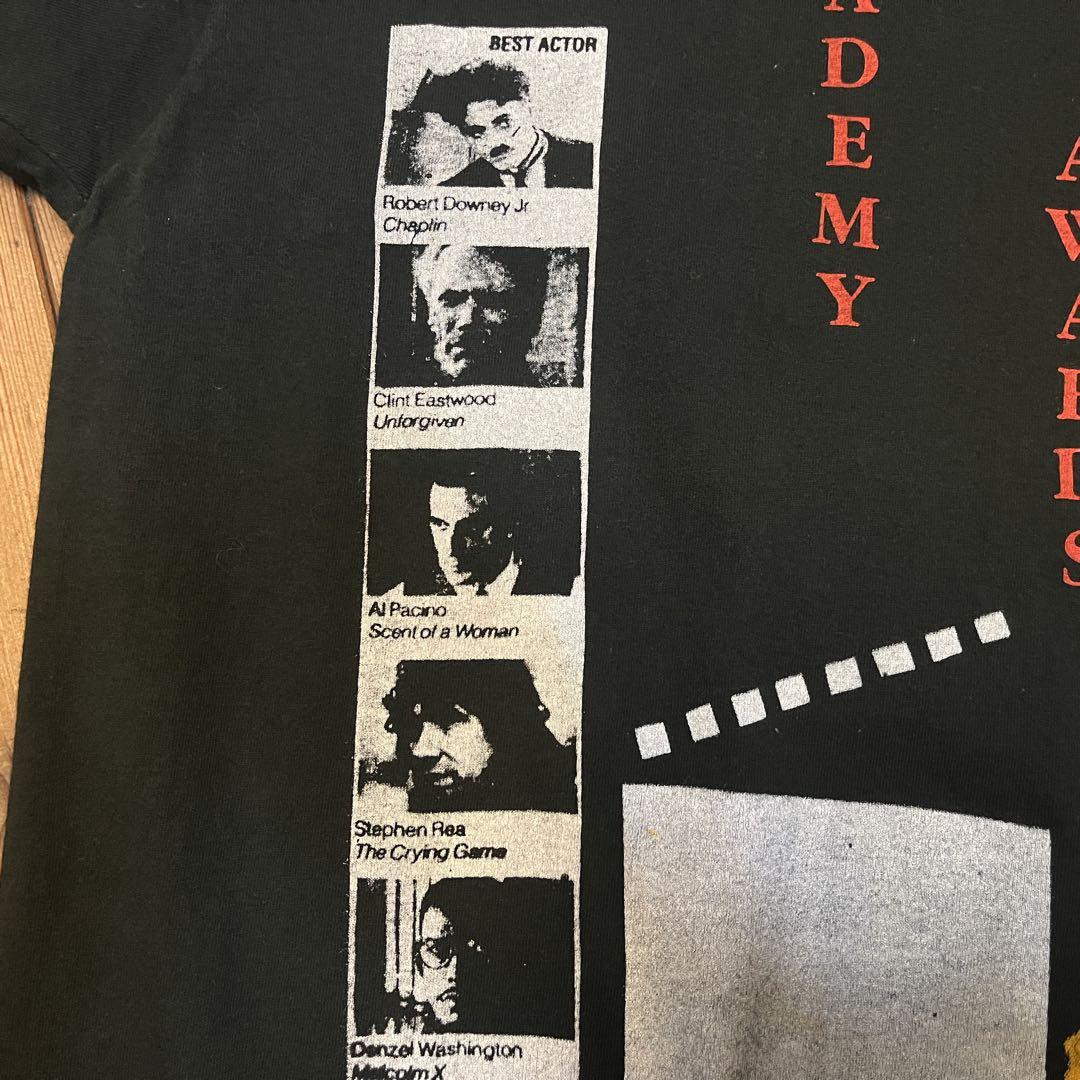 BEST ACTOR
Robert Downey Jr
Chaplin
Clint Eastwood
Unforgiven
Al Pacino
Scent of a Woman
Stephen Rea
The Crying Game
Denzel Washington
Malcolm X
ADEMY
AWARDS